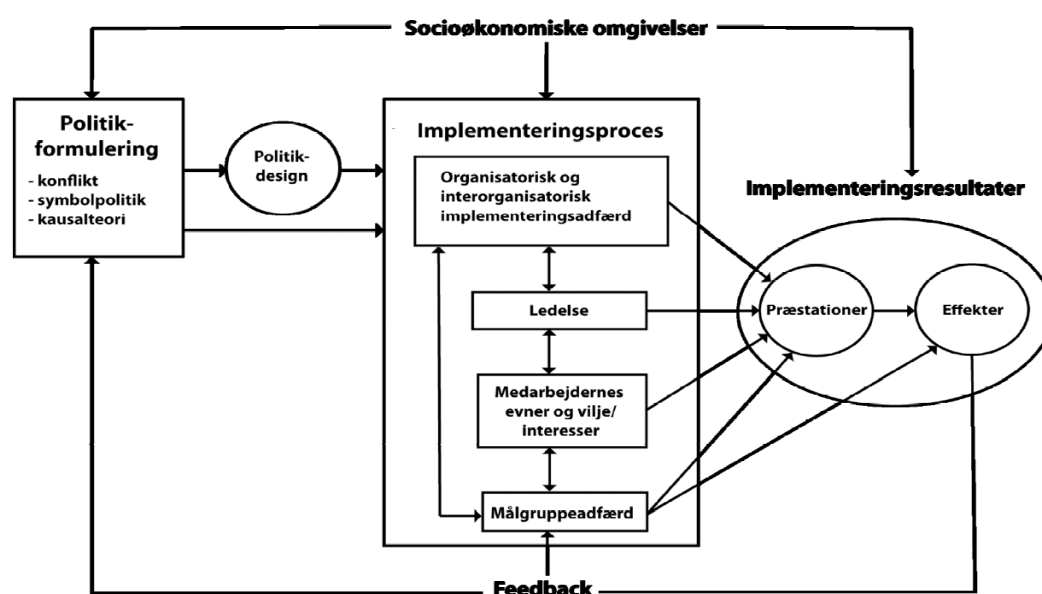 Socioøkonomiske omgivelser
Politik-
formulering
- konflikt
- symbolpolitik
- kausalteori
Politik-
design
Implementeringsproces
Organisatorisk og
interorganisatorisk
implementeringsadfærd
Ledelse
Medarbejdernes
evner og vilje/
interesser
Målgruppeadfærd
Implementeringsresultater
Præstationer
Effekter
Feedback